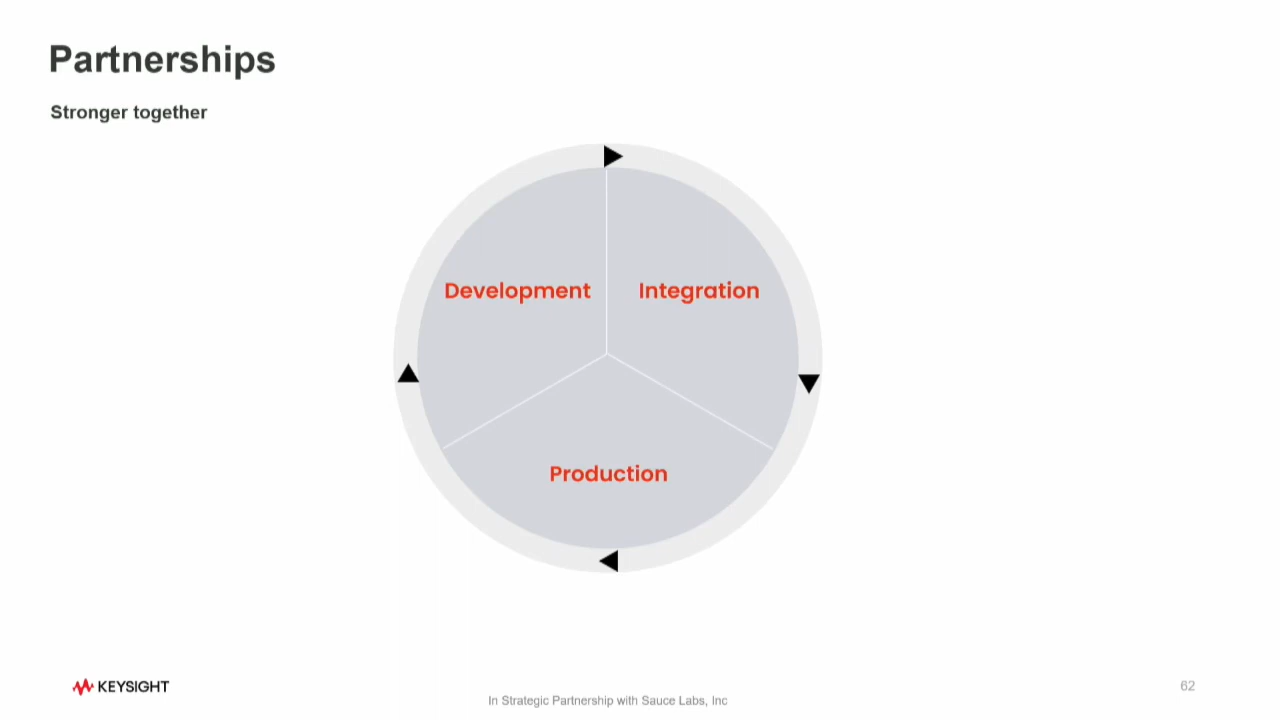 Partnerships
Stronger together
Development
Integration
Production
KEYSIGHT
In Strategic Partnership with Sauce Labs, Inc
62